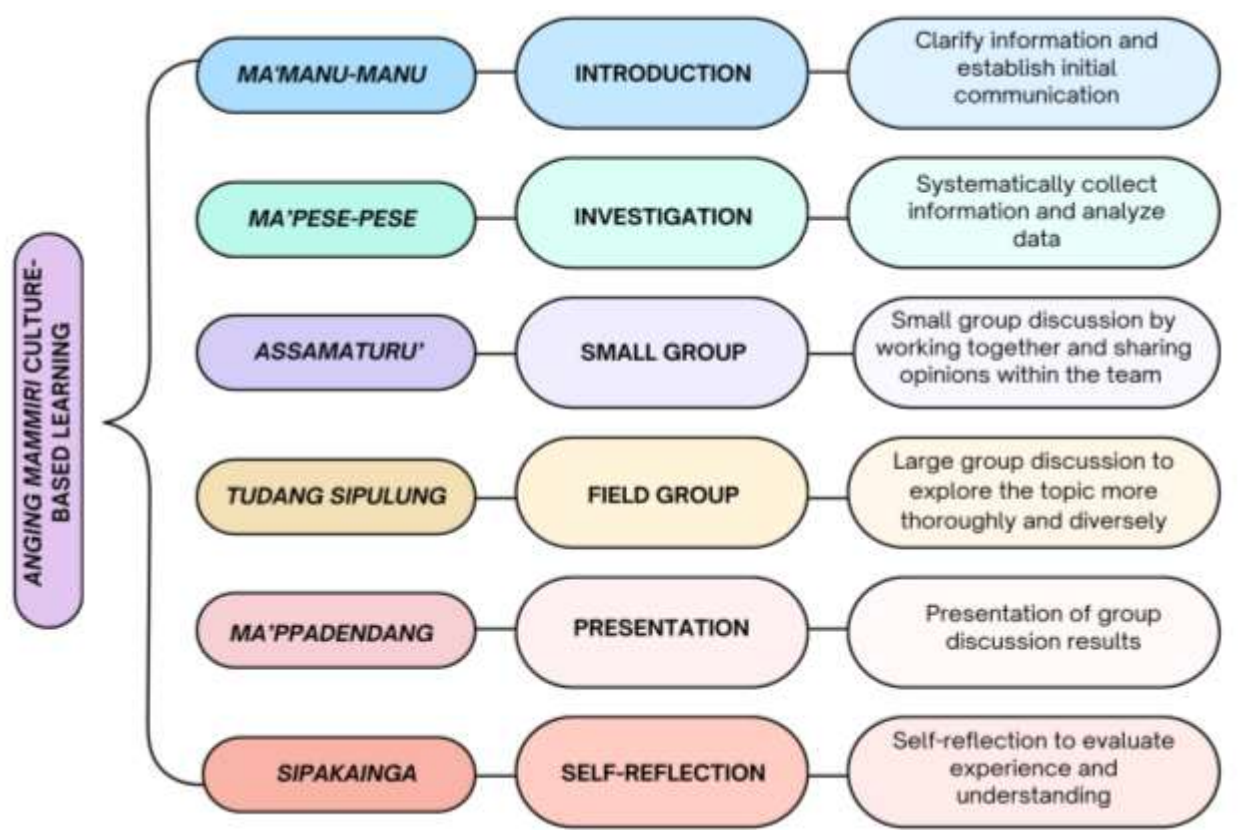 ANGING MAMMIRI CULTURE-
BASED LEARNING
MA'MANU-MANU
INTRODUCTION
Clarify information and
establish initial
communication
MA'PESE-PESE
INVESTIGATION
Systematically collect
information and analyze
data
ASSAMATURU'
SMALL GROUP
Small group discussion by
working together and sharing
opinions within the team
TUDANG SIPULUNG
FIELD GROUP
Large group discussion to
explore the topic more
thoroughly and diversely
MA'PPADENDANG
PRESENTATION
Presentation of group
discussion results
SIPAKAINGA
SELF-REFLECTION
Self-reflection to evaluate
experience and
understanding